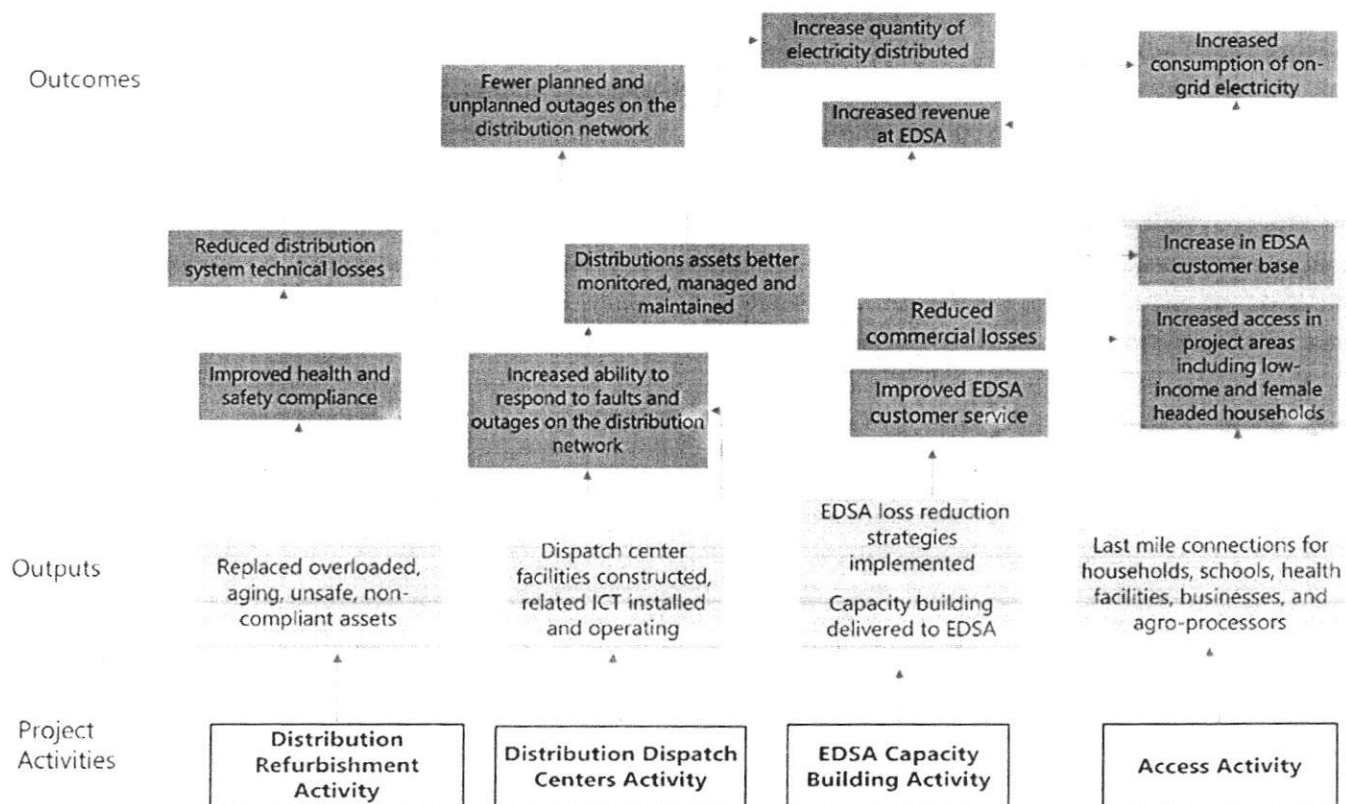 Outcomes
Fewer planned and
unplanned outages on the
distribution network
Increase quantity of
electricity distributed
Increased revenue
at EDSA
Increased
consumption of on-
grid electricity
Reduced distribution
system technical losses
Distributions assets better
monitored, managed and
maintained
Increase in EDSA
customer base
Improved health and
safety compliance
Increased ability to
respond to faults and
outages on the distribution
network
Reduced
commercial losses
Improved EDSA
customer service
Increased access in
project areas
including low-
income and female
headed households
Outputs
Replaced overloaded,
aging, unsafe, non-
compliant assets
Dispatch center
facilities constructed,
related ICT installed
and operating
EDSA loss reduction
strategies
implemented
Capacity building
delivered to EDSA
Last mile connections for
households, schools, health
facilities, businesses, and
agro-processors
Project
Activities
Distribution
Refurbishment
Activity
Distribution Dispatch
Centers Activity
EDSA Capacity
Building Activity
Access Activity